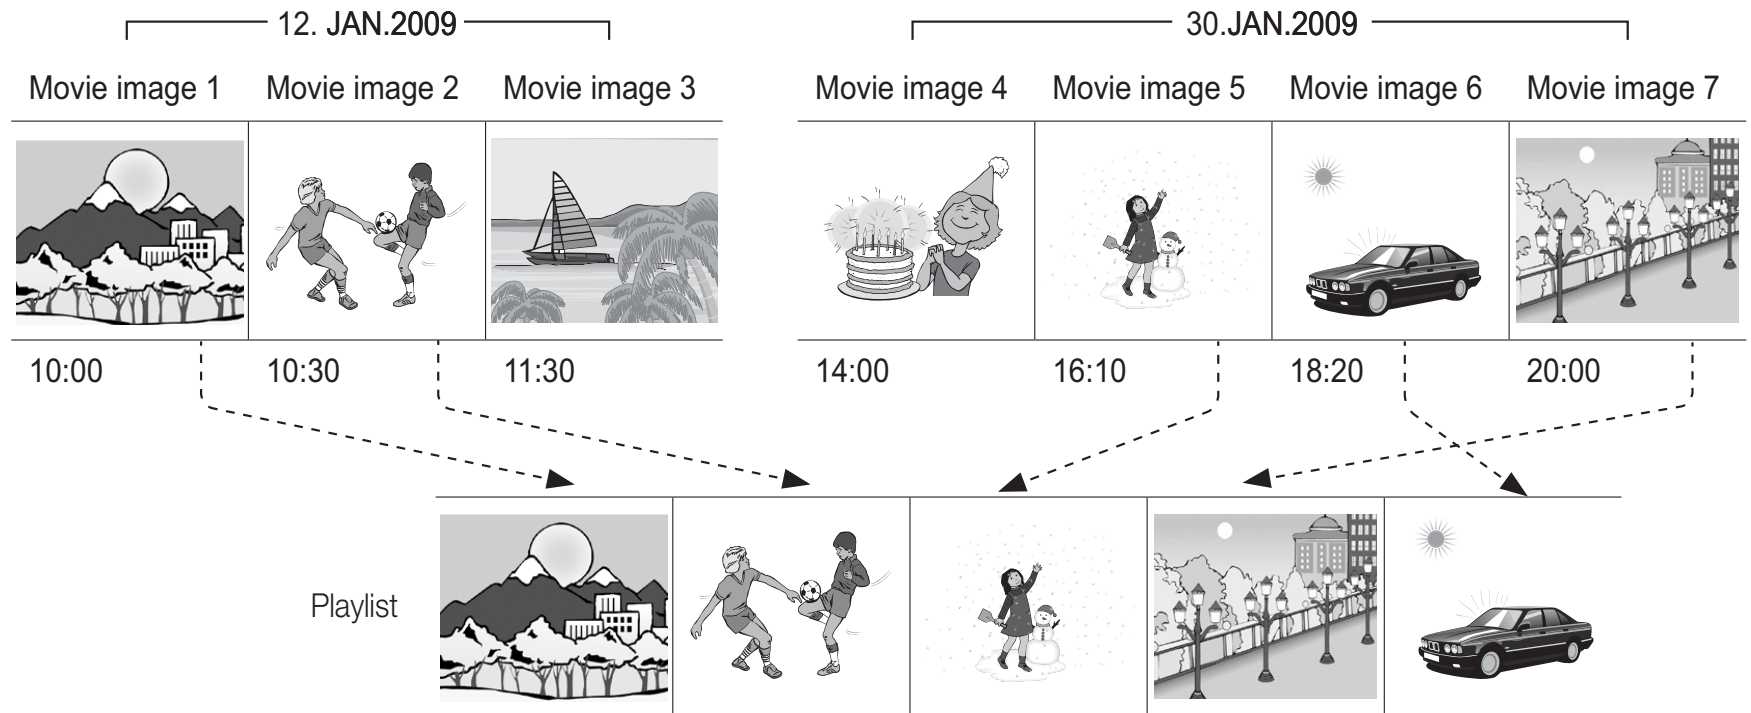 12. JAN.2009 30.JAN.2009
Movie image 1 Movie image 2 Movie image 3 Movie image 4 Movie image 5 Movie image 6 Movie image 7
10:00 10:30 11:30 14:00 16:10 18:20 20:00
Playlist